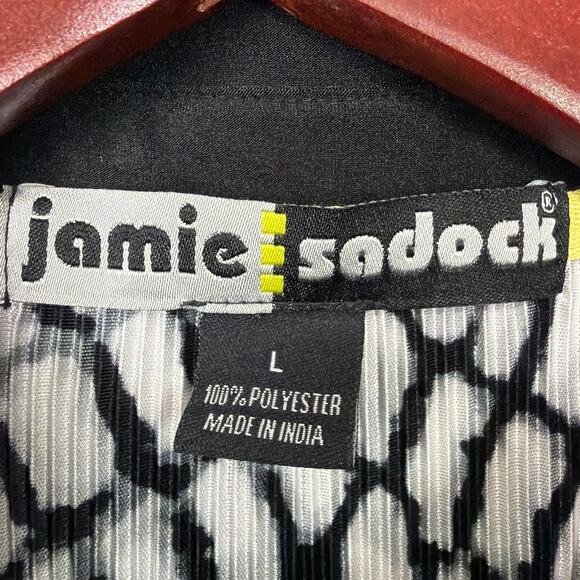 jamie sadock®
L
100% POLYESTER
MADE IN INDIA